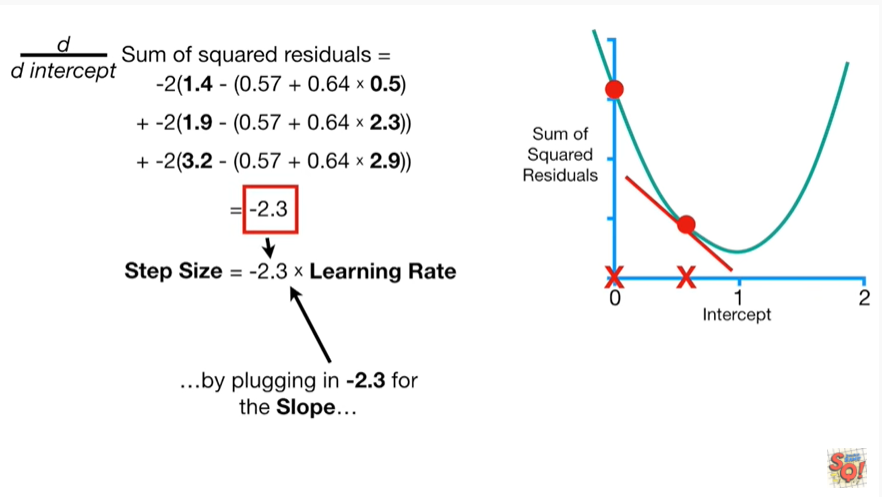 d
d intercept
Sum of squared residuals =
-2(1.4 - (0.57 + 0.64 × 0.5)
+ -2(1.9 - (0.57 + 0.64 × 2.3))
+ -2(3.2 - (0.57 + 0.64 × 2.9))
= -2.3
Step Size = -2.3 × Learning Rate
…by plugging in -2.3 for
the Slope…
Sum of
Squared
Residuals
X X
0 1 2
Intercept
SQ!